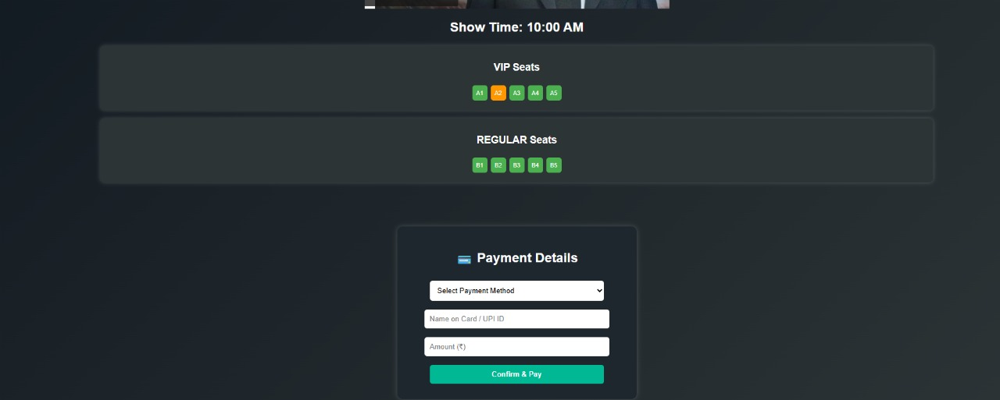 Show Time: 10:00 AM
VIP Seats
A1 A2 A3 A4 A5
REGULAR Seats
B1 B2 B3 B4 B5
Payment Details
Select Payment Method
Name on Card / UPI ID
Amount (₹)
Confirm & Pay